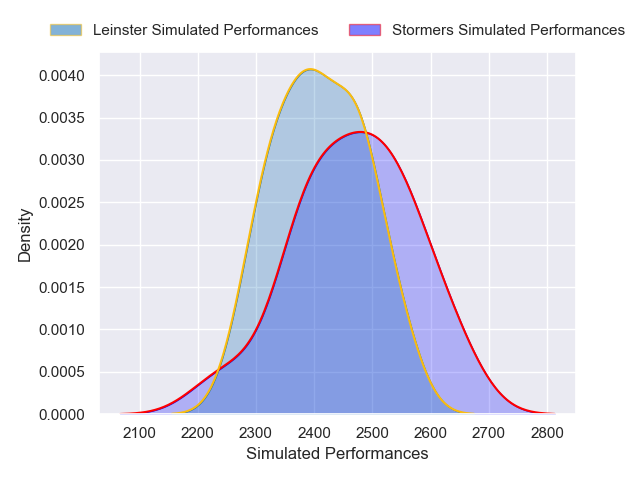 Leinster Simulated Performances Stormers Simulated Performances
0.0040
0.0035
0.0030
0.0025
0.0020
0.0015
0.0010
0.0005
0.0000
Density
2100 2200 2300 2400 2500 2600 2700 2800
Simulated Performances